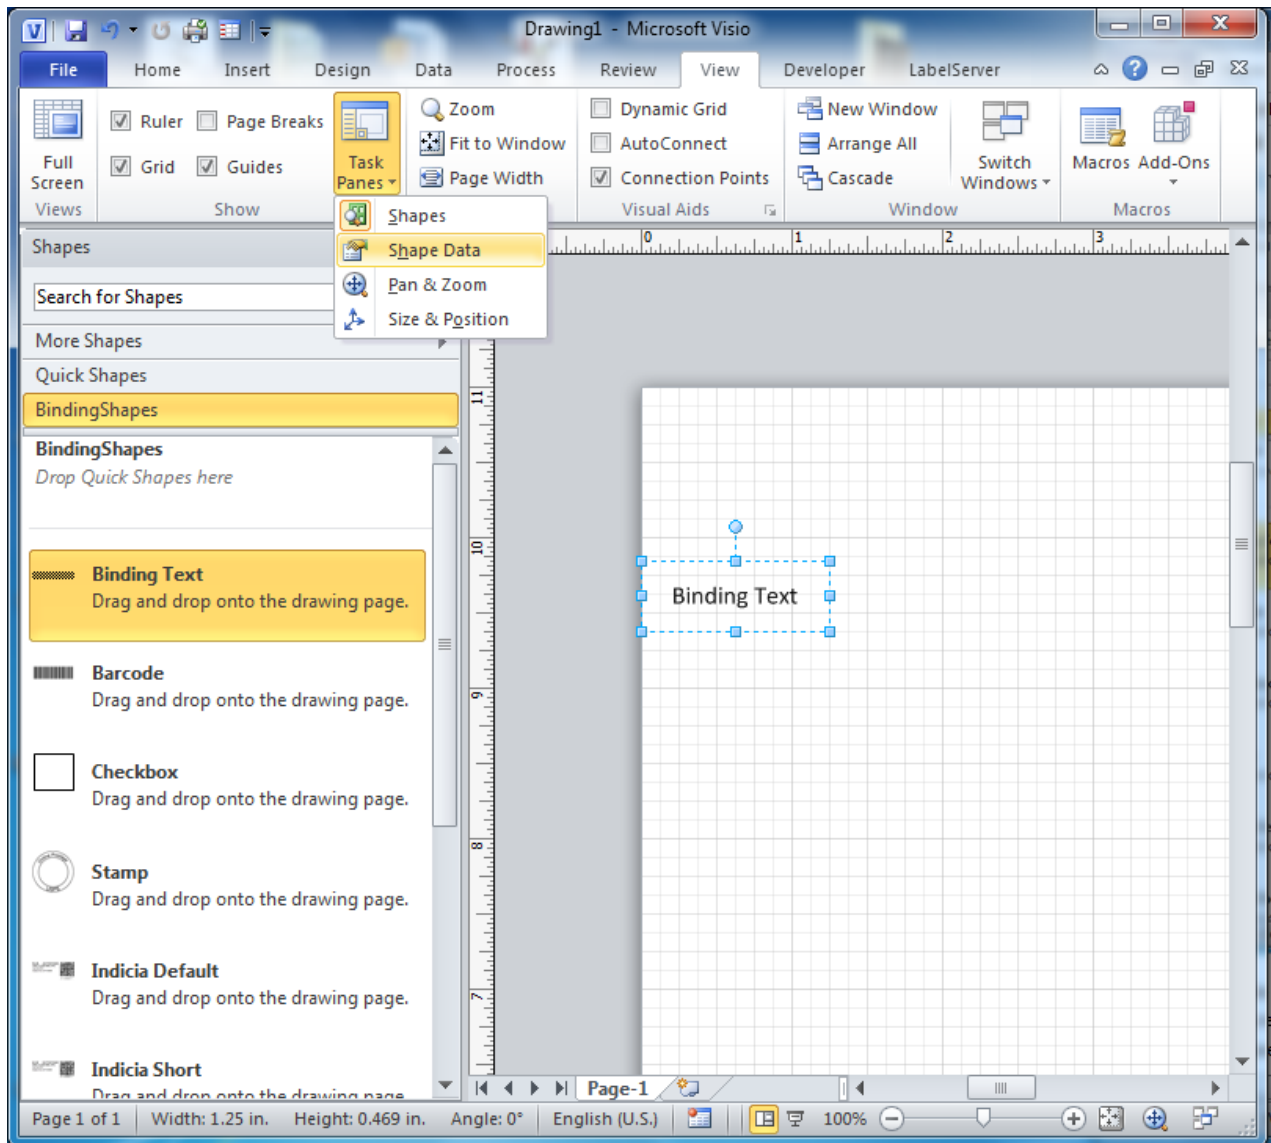 Drawing1 - Microsoft Visio
File Home Insert Design Data Process Review View Developer LabelServer
Full Screen
Ruler Page Breaks
Grid Guides
Task Panes
Zoom
Fit to Window
Page Width
Dynamic Grid
AutoConnect
Connection Points
New Window
Arrange All
Cascade
Switch Windows
Macros Add-Ons
Views Show Visual Aids Window Macros
Shapes
Shape Data
Pan & Zoom
Size & Position
Shapes
Search for Shapes
More Shapes
Quick Shapes
BindingShapes
BindingShapes
Drop Quick Shapes here
Binding Text
Drag and drop onto the drawing page.
Barcode
Drag and drop onto the drawing page.
Checkbox
Drag and drop onto the drawing page.
Stamp
Drag and drop onto the drawing page.
Indicia Default
Drag and drop onto the drawing page.
Indicia Short
Drag and drop onto the drawing page.
0 1 2 3
11
10
9
8
7
Binding Text
Page-1
Page 1 of 1 Width: 1.25 in. Height: 0.469 in. Angle: 0° English (U.S.) 100%